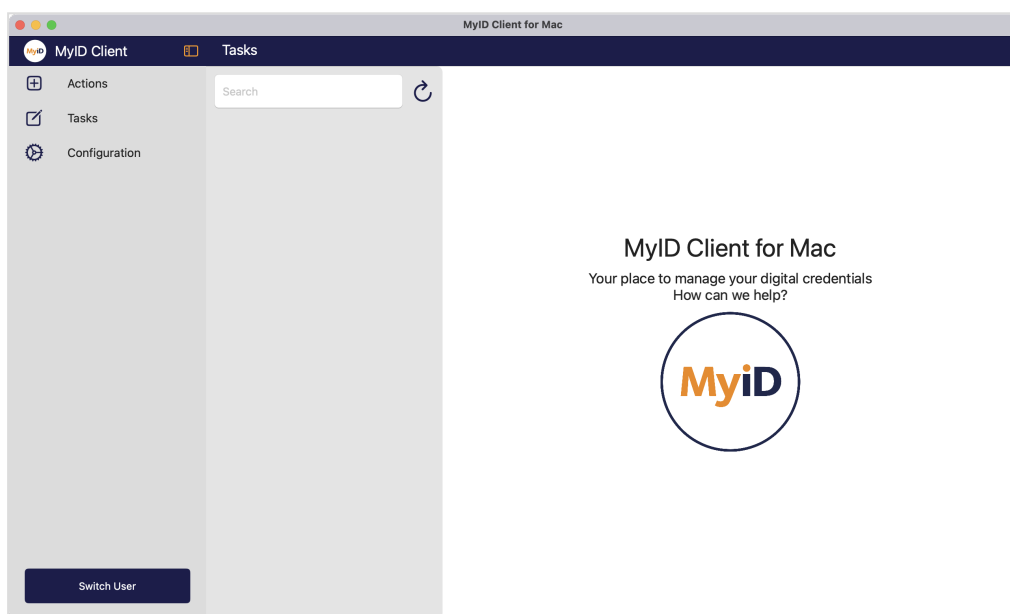 MyID Client for Mac
MyiD MyID Client Tasks
Actions
Tasks
Configuration
Search
MyID Client for Mac
Your place to manage your digital credentials
How can we help?
MyiD
Switch User